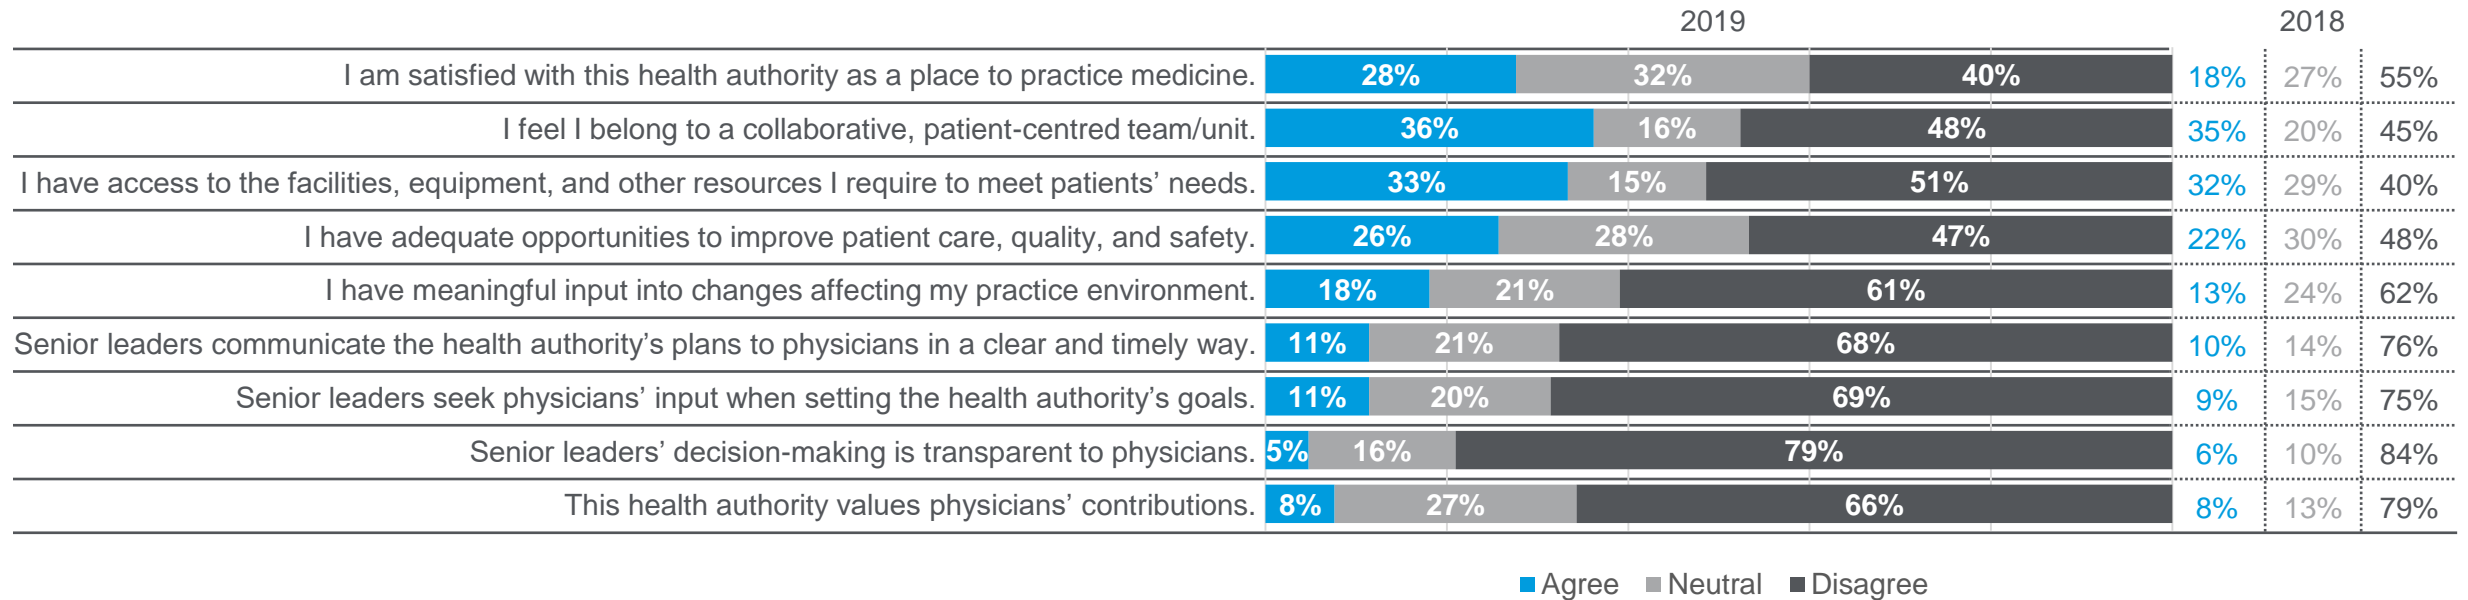 2019 2018
I am satisfied with this health authority as a place to practice medicine. 28% 32% 40% 18% 27% 55%
I feel I belong to a collaborative, patient-centred team/unit. 36% 16% 48% 35% 20% 45%
I have access to the facilities, equipment, and other resources I require to meet patients’ needs. 33% 15% 51% 32% 29% 40%
I have adequate opportunities to improve patient care, quality, and safety. 26% 28% 47% 22% 30% 48%
I have meaningful input into changes affecting my practice environment. 18% 21% 61% 13% 24% 62%
Senior leaders communicate the health authority’s plans to physicians in a clear and timely way. 11% 21% 68% 10% 14% 76%
Senior leaders seek physicians’ input when setting the health authority’s goals. 11% 20% 69% 9% 15% 75%
Senior leaders’ decision-making is transparent to physicians. 5% 16% 79% 6% 10% 84%
This health authority values physicians’ contributions. 8% 27% 66% 8% 13% 79%
Agree Neutral Disagree